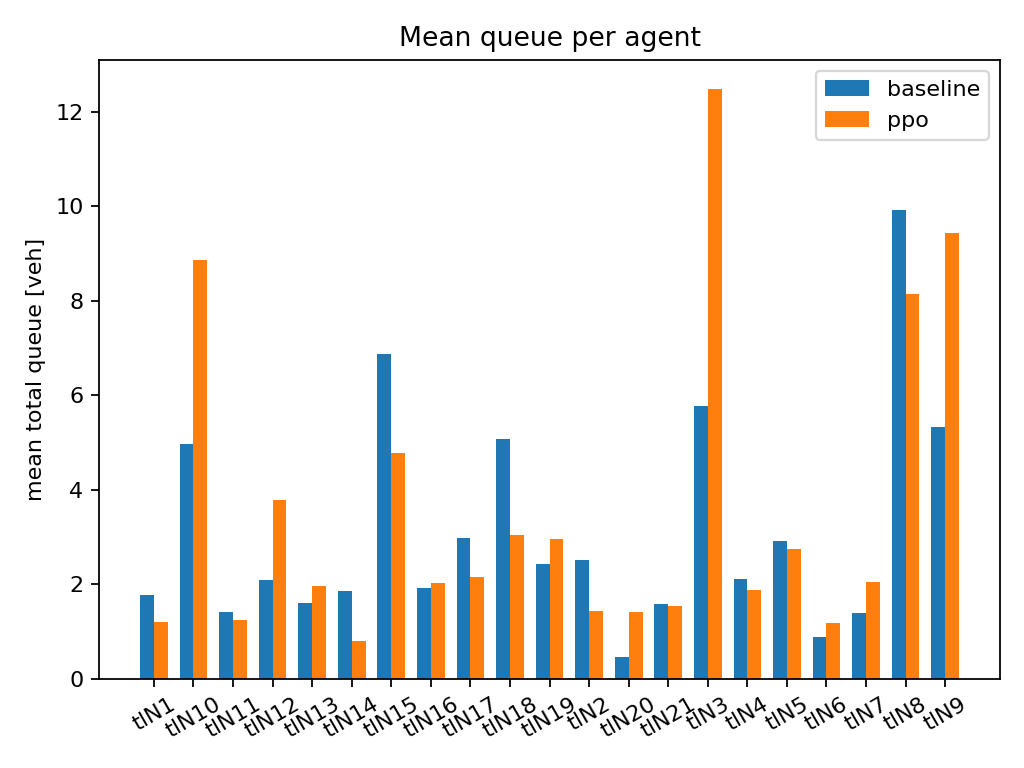 Mean queue per agent
baseline
ppo
mean total queue [veh]
12
10
8
6
4
2
0
tlN1 tlN10 tlN11 tlN12 tlN13 tlN14 tlN15 tlN16 tlN17 tlN18 tlN19 tlN2 tlN20 tlN21 tlN3 tlN4 tlN5 tlN6 tlN7 tlN8 tlN9